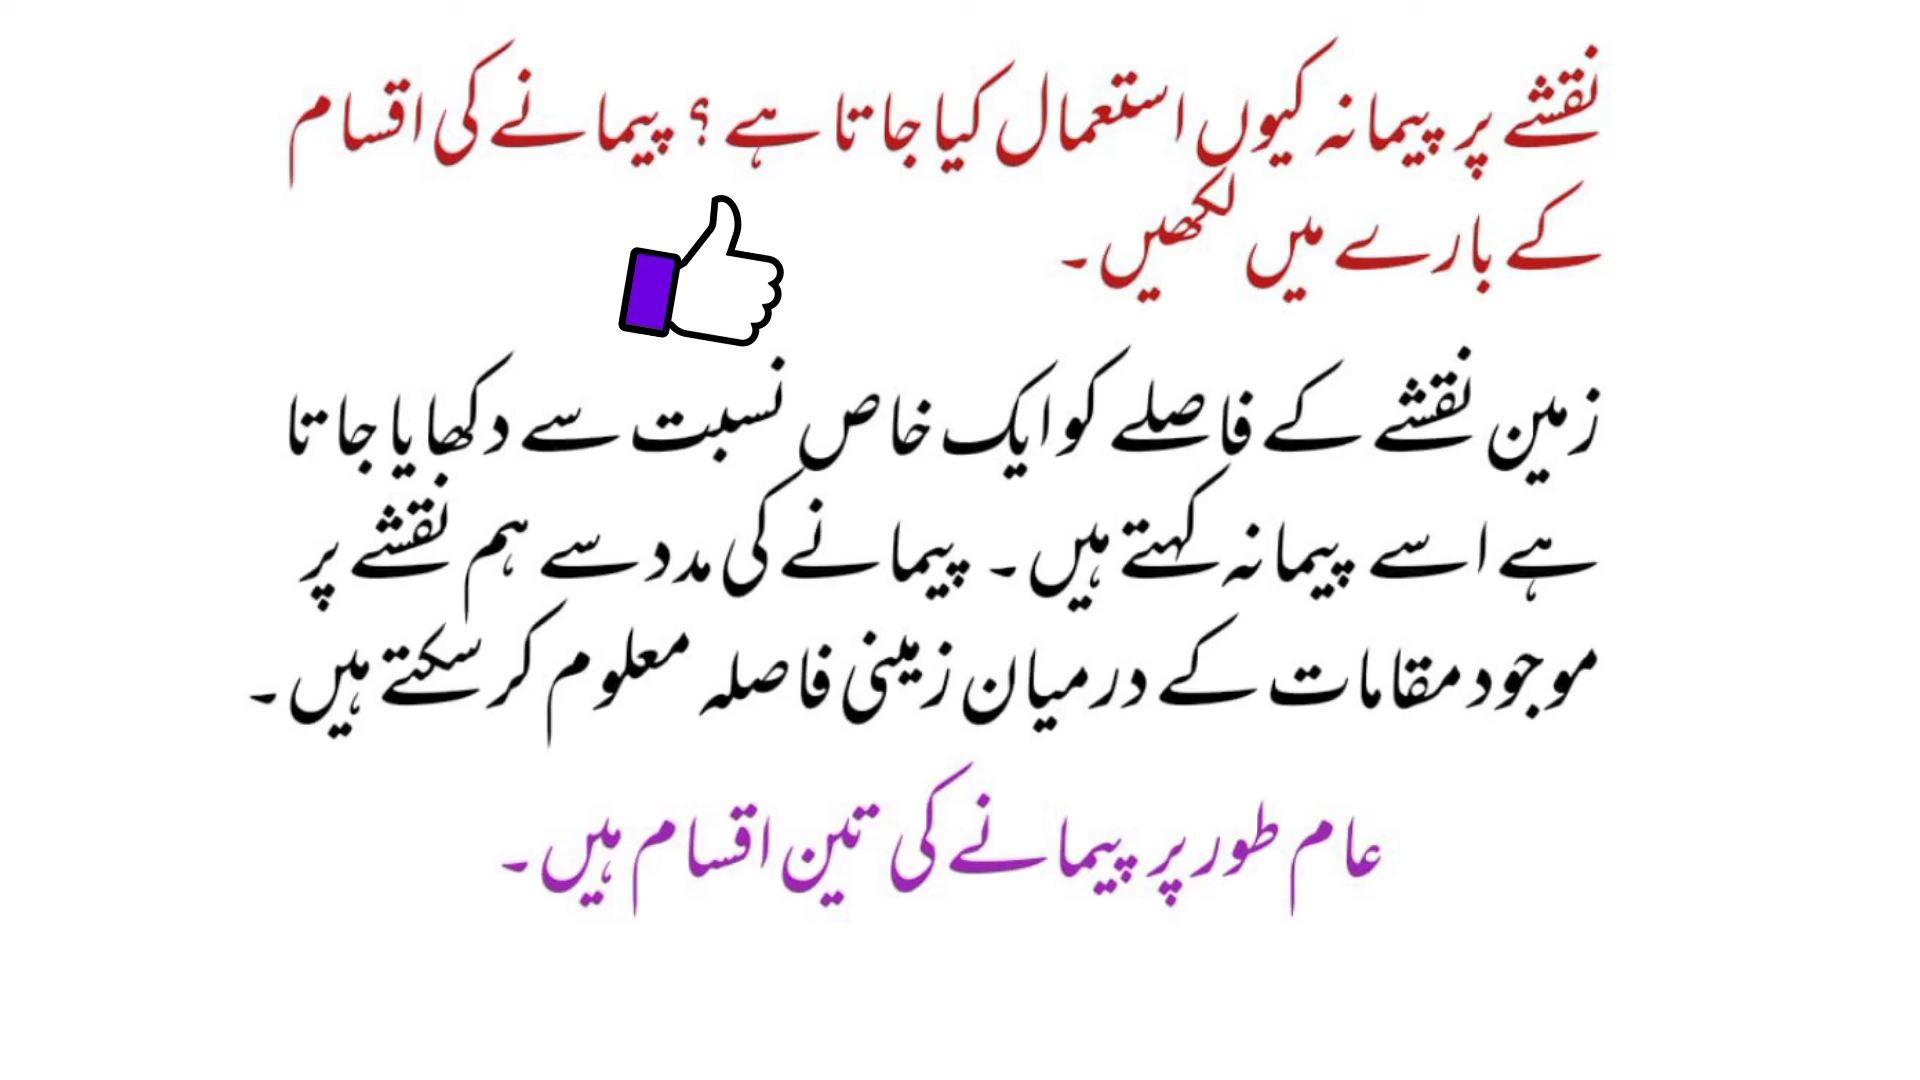 نقشے پر پیمانہ کیوں استعمال کیا جاتا ہے ؟ پیمانے کی اقسام
کے بارے میں لکھیں۔
زمین نقشے کے فاصلے کو ایک خاص نسبت سے دکھایا جاتا
ہے اسے پیمانہ کہتے ہیں۔ پیمانے کی مدد سے ہم نقشے پر
موجود مقامات کے درمیان زمینی فاصلہ معلوم کر سکتے ہیں۔
عام طور پر پیمانے کی تین اقسام ہیں۔